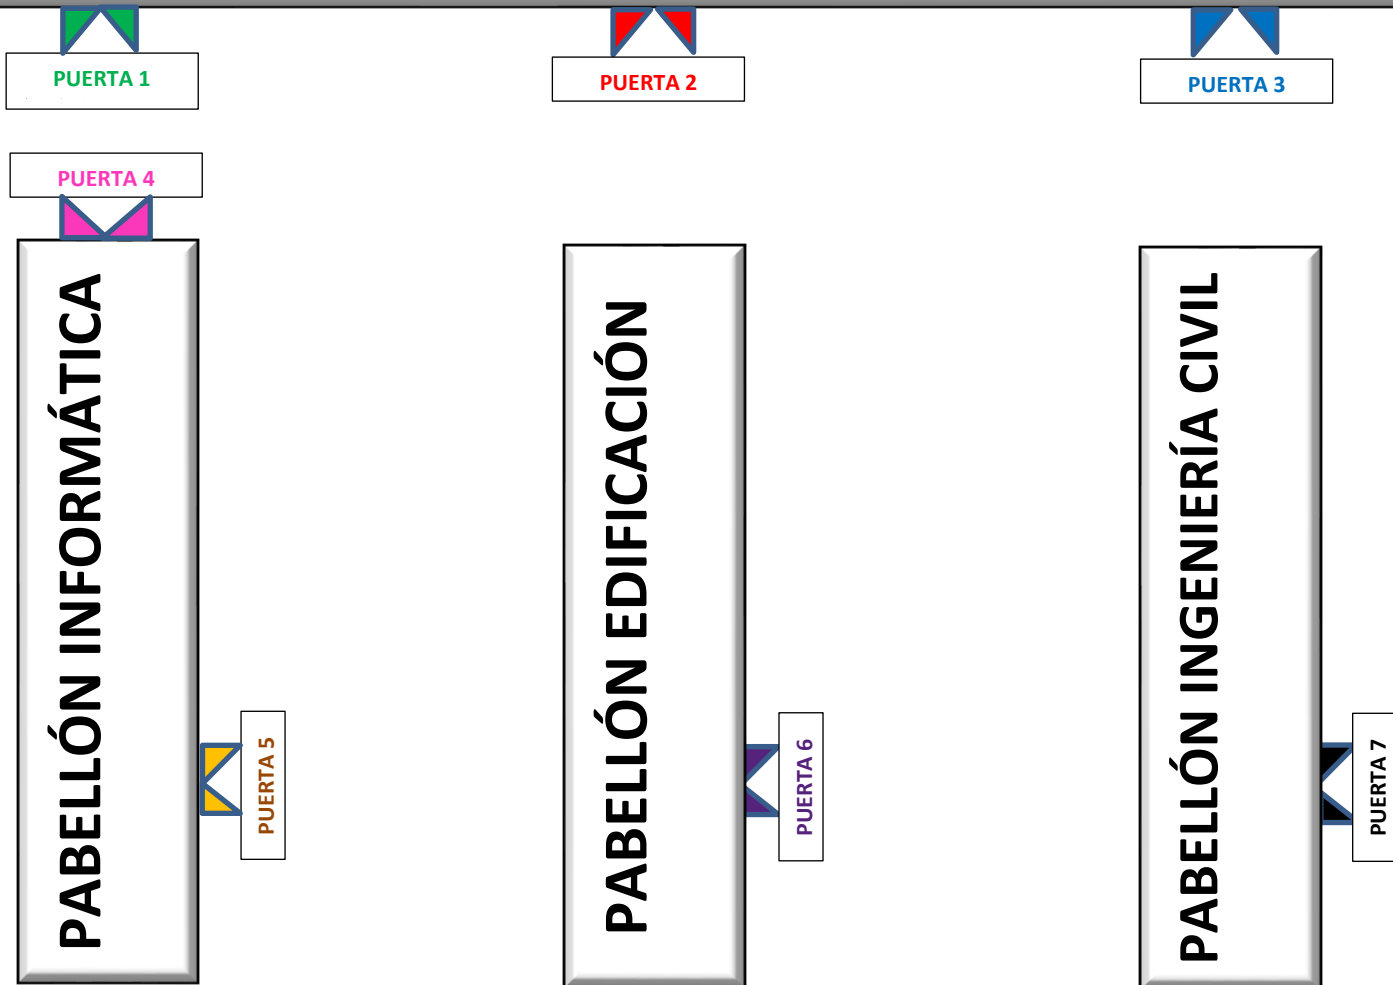 PUERTA 1
PUERTA 2
PUERTA 3
PUERTA 4
PABELLÓN INFORMÁTICA
PUERTA 5
PABELLÓN EDIFICACIÓN
PUERTA 6
PABELLÓN INGENIERÍA CIVIL
PUERTA 7